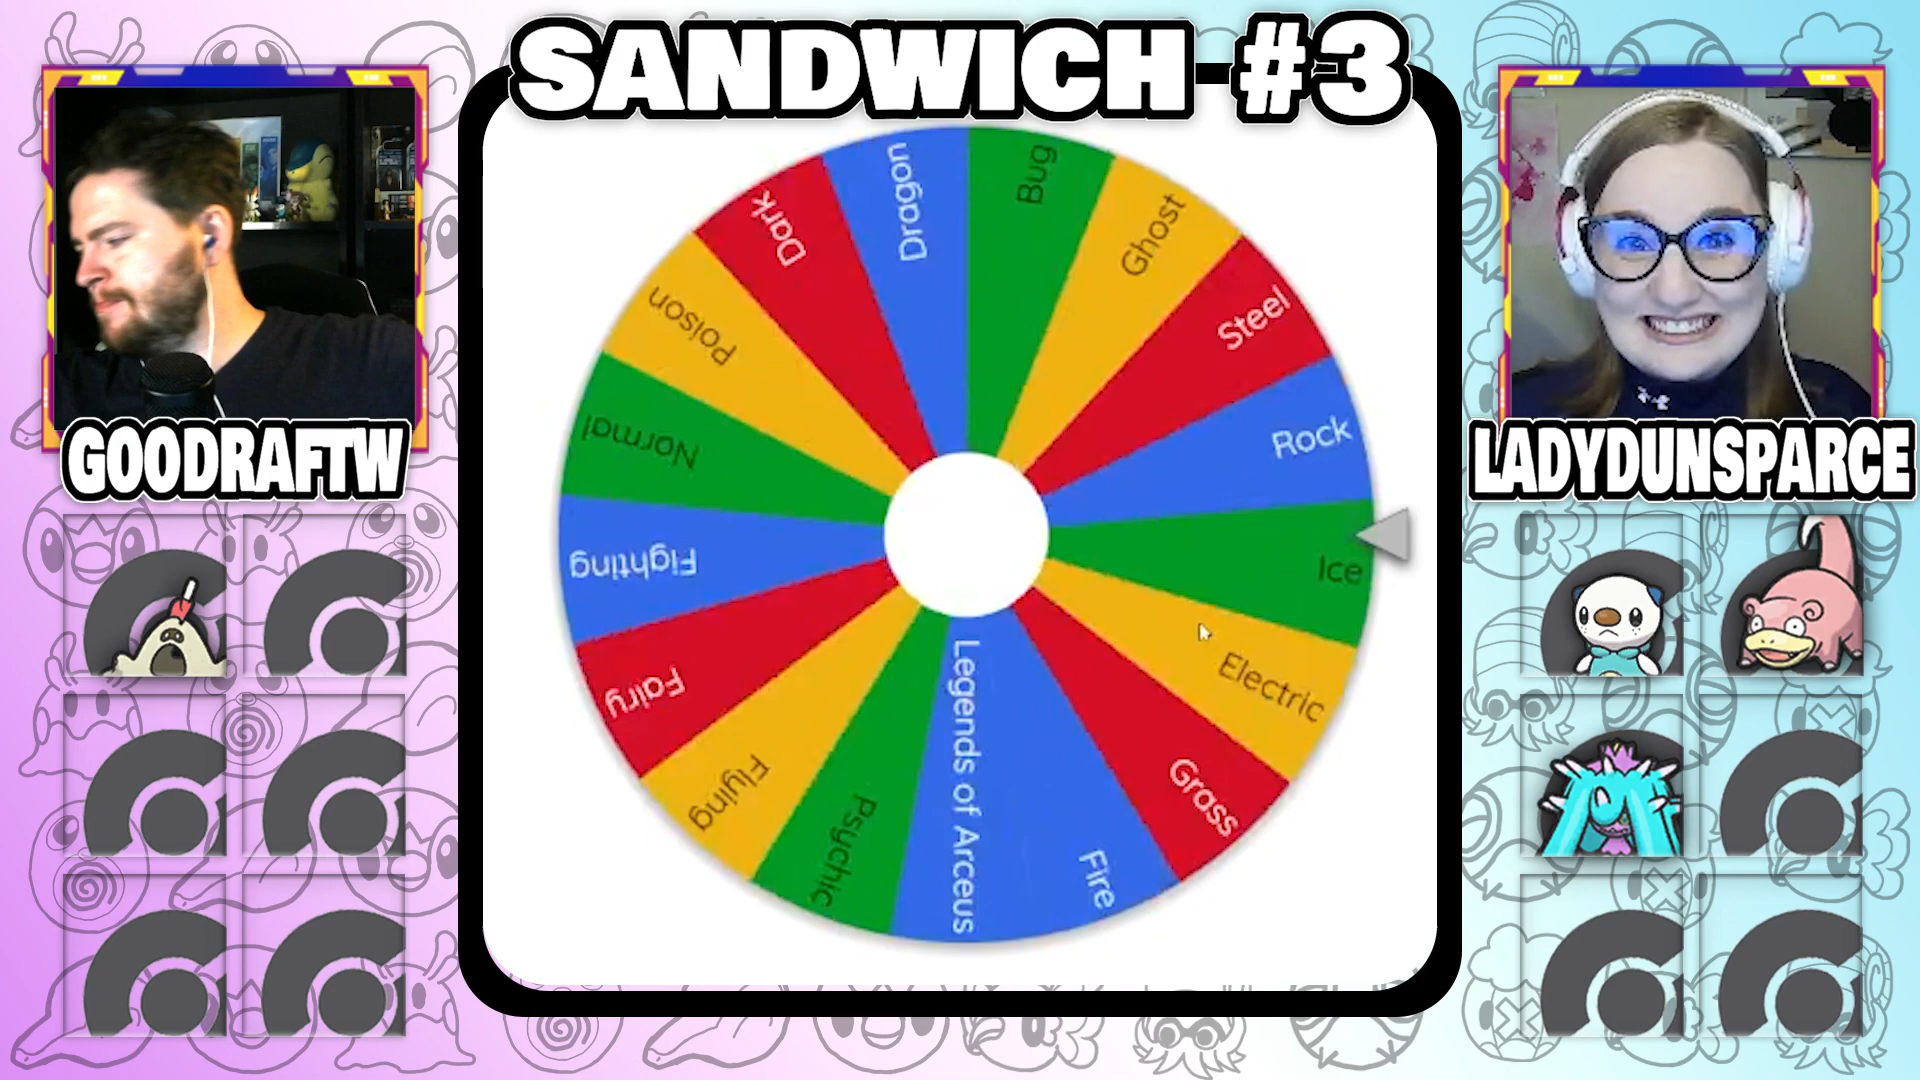 SANDWICH #3
GOODRAFTW
LADYDUNSPARCE
Dragon
Bug
Ghost
Steel
Rock
Ice
Electric
Grass
Fire
Legends of Arceus
Psychic
Flying
Fairy
Fighting
Normal
Poison
Dark